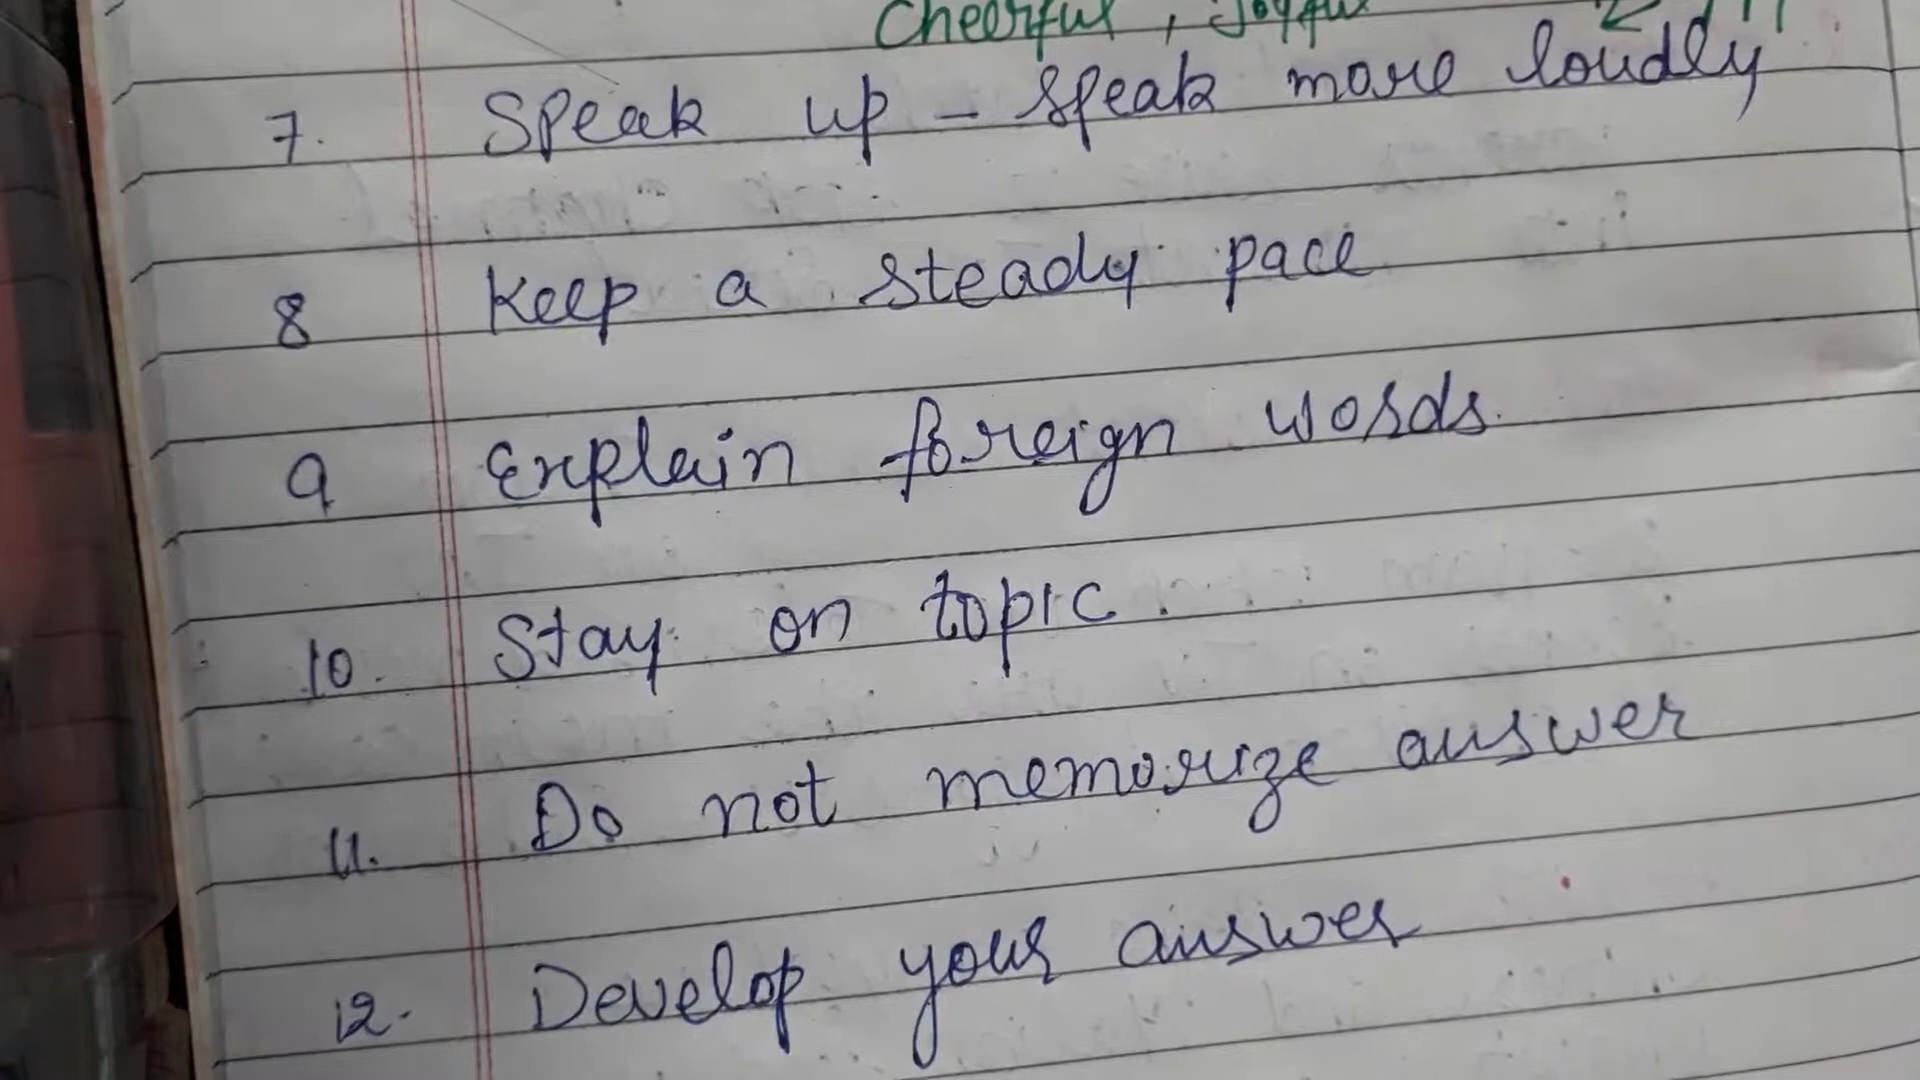 Cheerful, Joyful
7. Speak up - speak more loudly
8 Keep a steady pace
9 Explain foreign words.
10. Stay on topic.
11. Do not memorize answer
12. Develop your answer